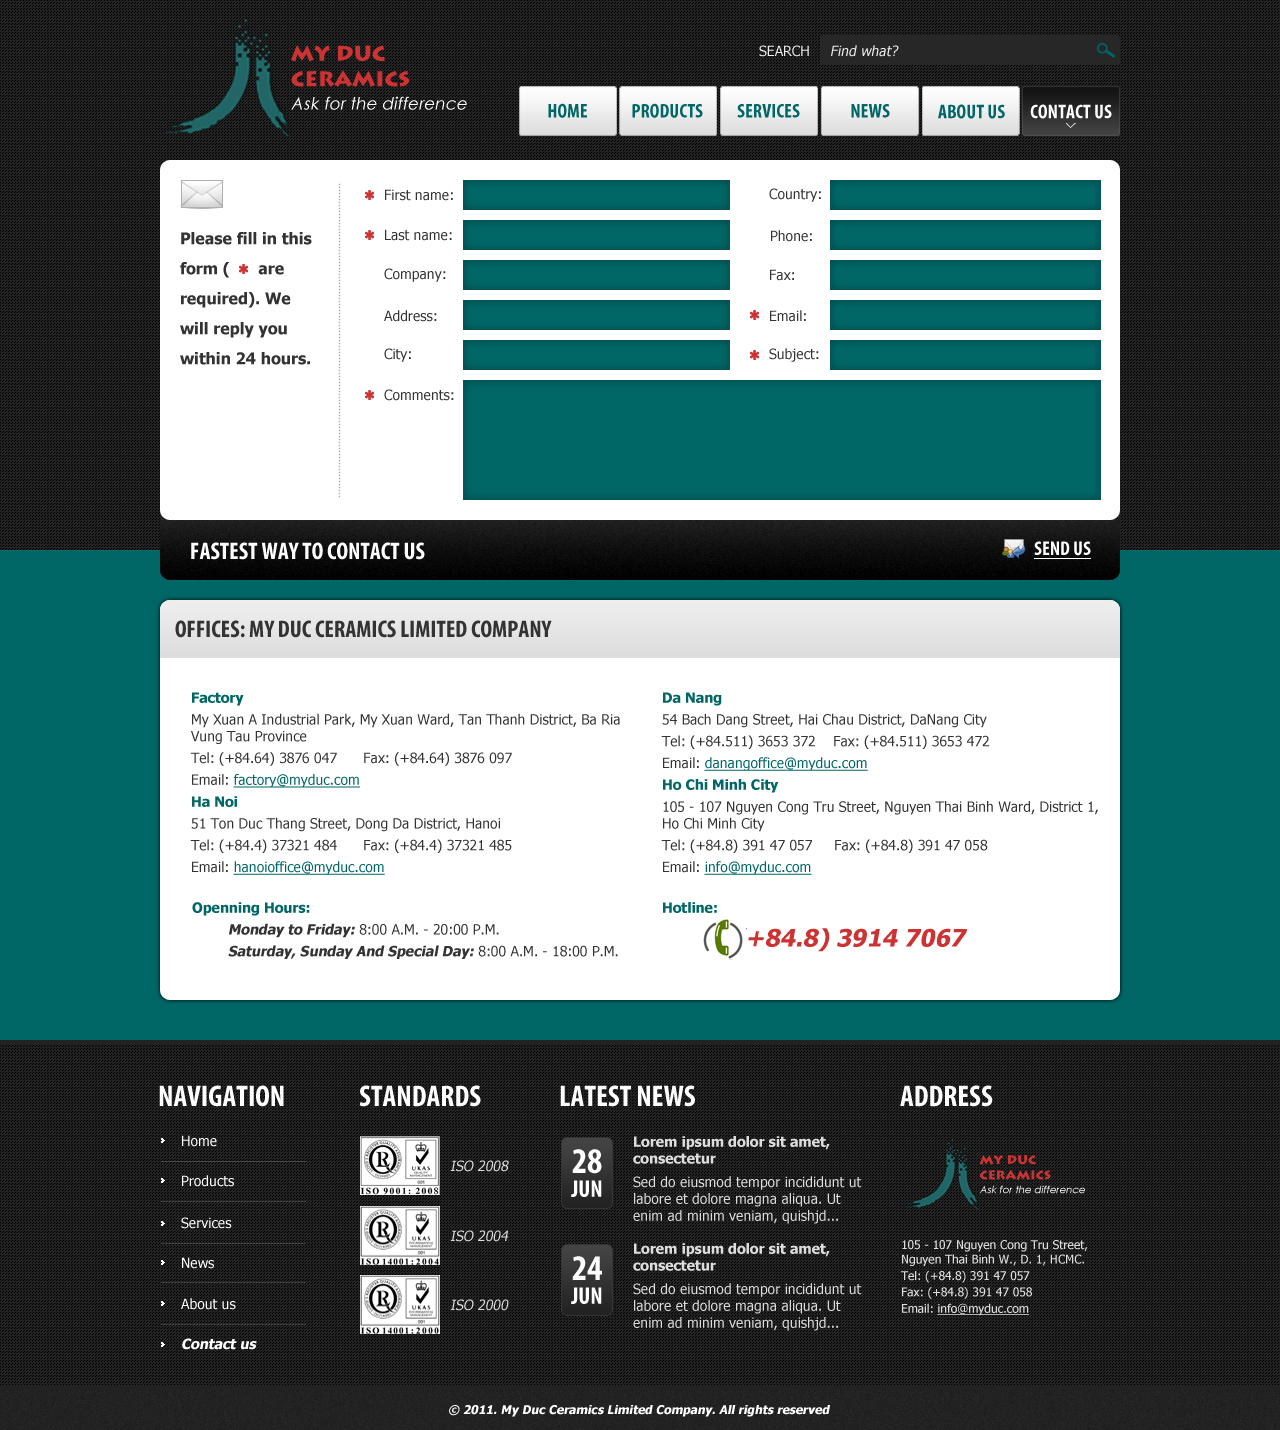 MY DUC
CERAMICS
Ask for the difference
SEARCH Find what?
HOME PRODUCTS SERVICES NEWS ABOUT US CONTACT US
Please fill in this
form ( * are
required). We
will reply you
within 24 hours.
* First name:
Country:
* Last name:
Phone:
Company:
Fax:
Address:
* Email:
City:
* Subject:
* Comments:
FASTEST WAY TO CONTACT US
SEND US
OFFICES: MY DUC CERAMICS LIMITED COMPANY
Factory
My Xuan A Industrial Park, My Xuan Ward, Tan Thanh District, Ba Ria
Vung Tau Province
Tel: (+84.64) 3876 047 Fax: (+84.64) 3876 097
Email: factory@myduc.com
Ha Noi
51 Ton Duc Thang Street, Dong Da District, Hanoi
Tel: (+84.4) 37321 484 Fax: (+84.4) 37321 485
Email: hanoioffice@myduc.com
Da Nang
54 Bach Dang Street, Hai Chau District, DaNang City
Tel: (+84.511) 3653 372 Fax: (+84.511) 3653 472
Email: danangoffice@myduc.com
Ho Chi Minh City
105 - 107 Nguyen Cong Tru Street, Nguyen Thai Binh Ward, District 1,
Ho Chi Minh City
Tel: (+84.8) 391 47 057 Fax: (+84.8) 391 47 058
Email: info@myduc.com
Openning Hours:
Monday to Friday: 8:00 A.M. - 20:00 P.M.
Saturday, Sunday And Special Day: 8:00 A.M. - 18:00 P.M.
Hotline:
+84.8) 3914 7067
NAVIGATION
Home
Products
Services
News
About us
Contact us
STANDARDS
UKAS
QUALITY
MANAGEMENT
001
ISO 9001: 2008
ISO 2008
UKAS
ENVIRONMENTAL
MANAGEMENT
001
ISO 14001:2004
ISO 2004
UKAS
ENVIRONMENTAL
MANAGEMENT
001
ISO 14001:2000
ISO 2000
LATEST NEWS
28
JUN
Lorem ipsum dolor sit amet,
consectetur
Sed do eiusmod tempor incididunt ut
labore et dolore magna aliqua. Ut
enim ad minim veniam, quishjd...
24
JUN
Lorem ipsum dolor sit amet,
consectetur
Sed do eiusmod tempor incididunt ut
labore et dolore magna aliqua. Ut
enim ad minim veniam, quishjd...
ADDRESS
MY DUC
CERAMICS
Ask for the difference
105 - 107 Nguyen Cong Tru Street,
Nguyen Thai Binh W., D. 1, HCMC.
Tel: (+84.8) 391 47 057
Fax: (+84.8) 391 47 058
Email: info@myduc.com
© 2011. My Duc Ceramics Limited Company. All rights reserved